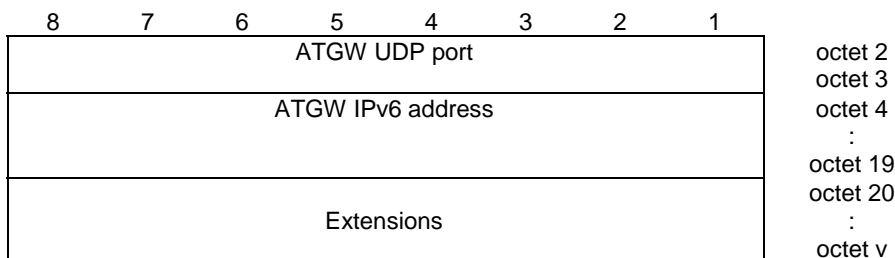 8 7 6 5 4 3 2 1
ATGW UDP port octet 2
octet 3
ATGW IPv6 address octet 4
:
octet 19
octet 20
Extensions :
octet v